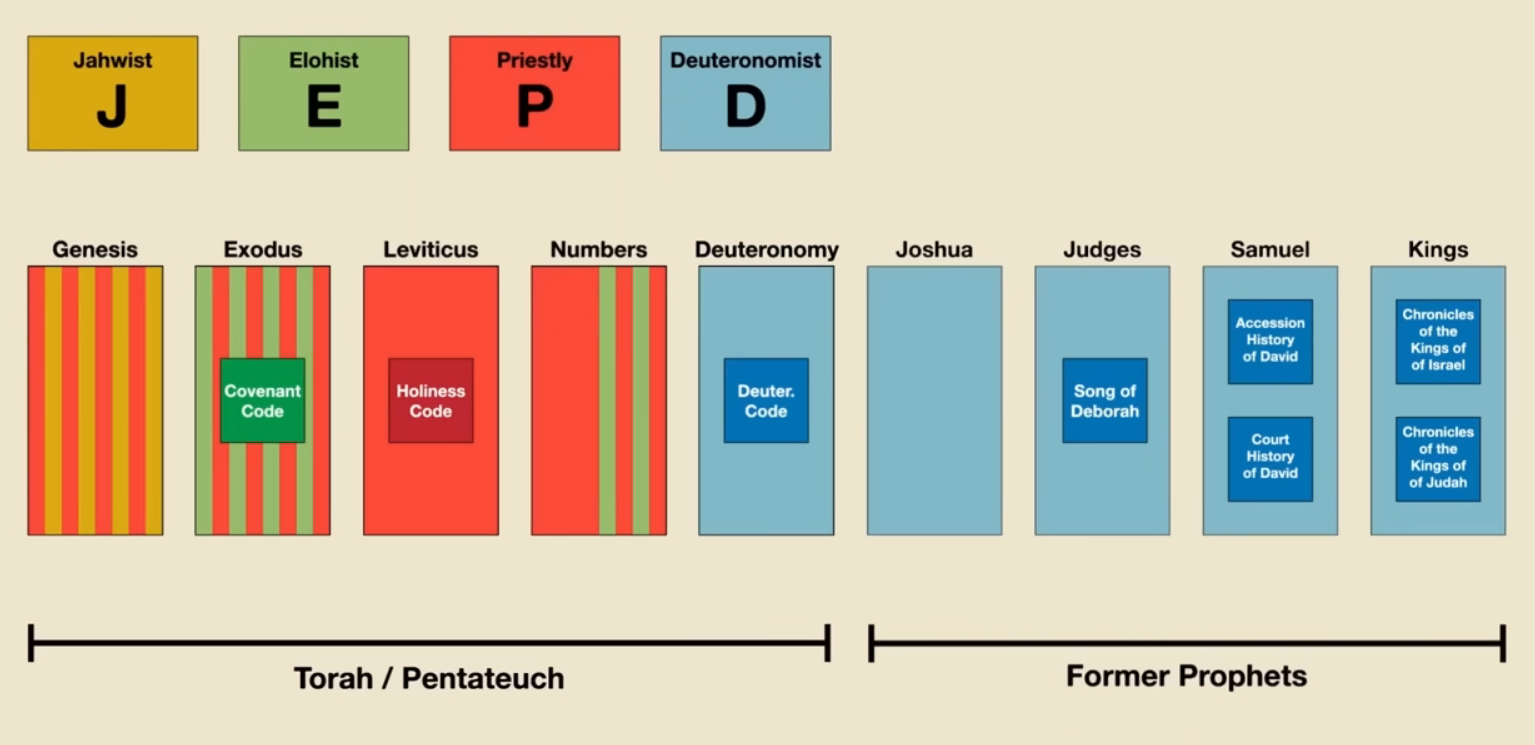 Jahwist
J
Elohist
E
Priestly
P
Deuteronomist
D
Genesis
Exodus
Covenant
Code
Leviticus
Holiness
Code
Numbers
Deuteronomy
Deuter.
Code
Joshua
Judges
Song of
Deborah
Samuel
Accession
History
of David
Court
History
of David
Kings
Chronicles
of the
Kings of
of Israel
Chronicles
of the
Kings of
of Judah
Torah / Pentateuch
Former Prophets